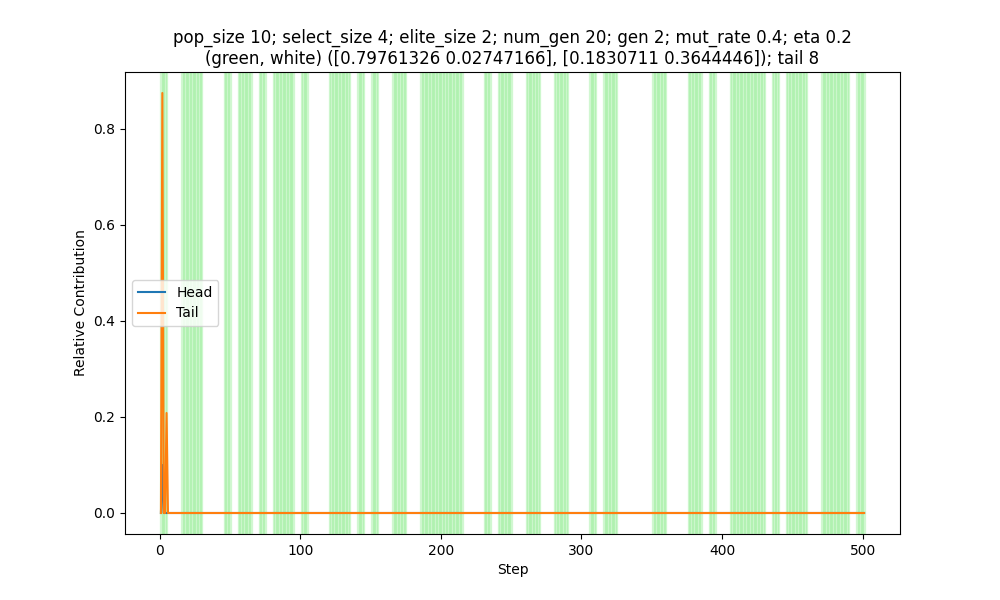 pop_size 10; select_size 4; elite_size 2; num_gen 20; gen 2; mut_rate 0.4; eta 0.2
(green, white) ([0.79761326 0.02747166], [0.1830711 0.3644446]); tail 8
Relative Contribution
0.8
0.6
0.4
0.2
0.0
Head
Tail
0 100 200 300 400 500
Step